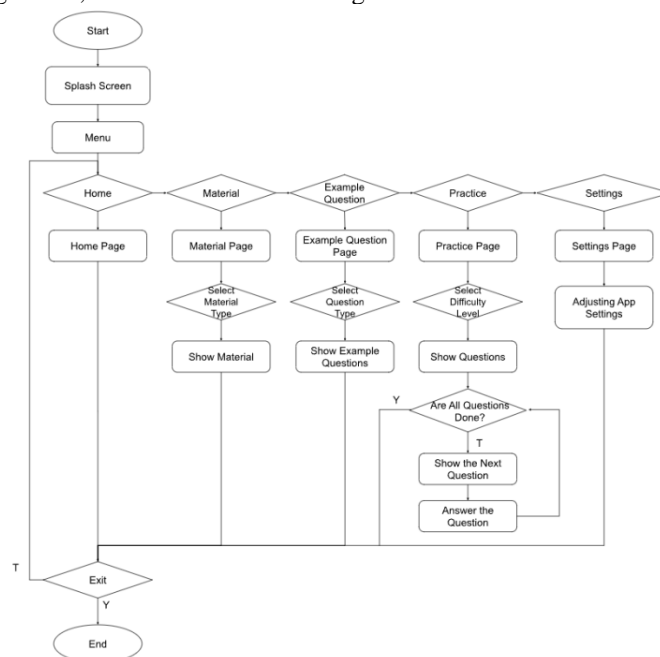 Start
Splash Screen
Menu
Home
Material
Example
Question
Practice
Settings
Home Page
Material Page
Example Question
Page
Practice Page
Settings Page
Select
Material
Type
Select
Question
Type
Select
Difficulty
Level
Adjusting App
Settings
Show Material
Show Example
Questions
Show Questions
Y
Are All Questions
Done?
T
Show the Next
Question
Answer the
Question
T
Exit
Y
End